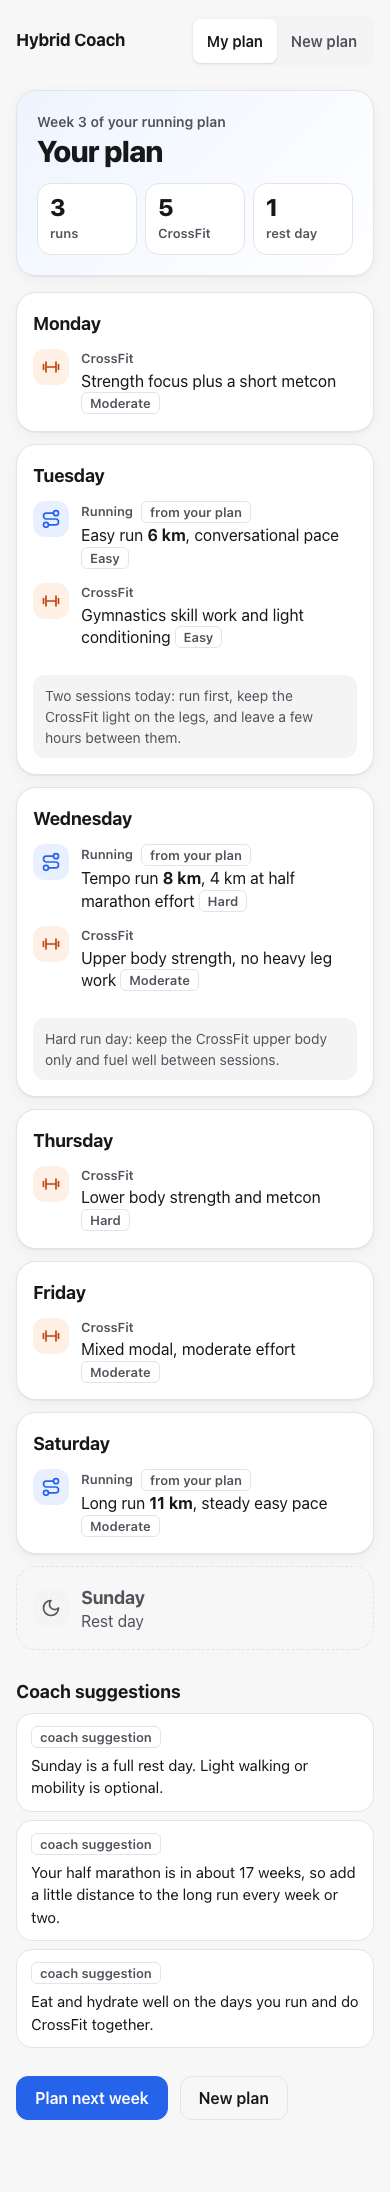 Hybrid Coach
My plan
New plan
Week 3 of your running plan
Your plan
3
runs
5
CrossFit
1
rest day
Monday
CrossFit
Strength focus plus a short metcon
Moderate
Tuesday
Running from your plan
Easy run 6 km, conversational pace
Easy
CrossFit
Gymnastics skill work and light
conditioning Easy
Two sessions today: run first, keep the
CrossFit light on the legs, and leave a few
hours between them.
Wednesday
Running from your plan
Tempo run 8 km, 4 km at half
marathon effort Hard
CrossFit
Upper body strength, no heavy leg
work Moderate
Hard run day: keep the CrossFit upper body
only and fuel well between sessions.
Thursday
CrossFit
Lower body strength and metcon
Hard
Friday
CrossFit
Mixed modal, moderate effort
Moderate
Saturday
Running from your plan
Long run 11 km, steady easy pace
Moderate
Sunday
Rest day
Coach suggestions
coach suggestion
Sunday is a full rest day. Light walking or
mobility is optional.
coach suggestion
Your half marathon is in about 17 weeks, so add
a little distance to the long run every week or
two.
coach suggestion
Eat and hydrate well on the days you run and do
CrossFit together.
Plan next week
New plan